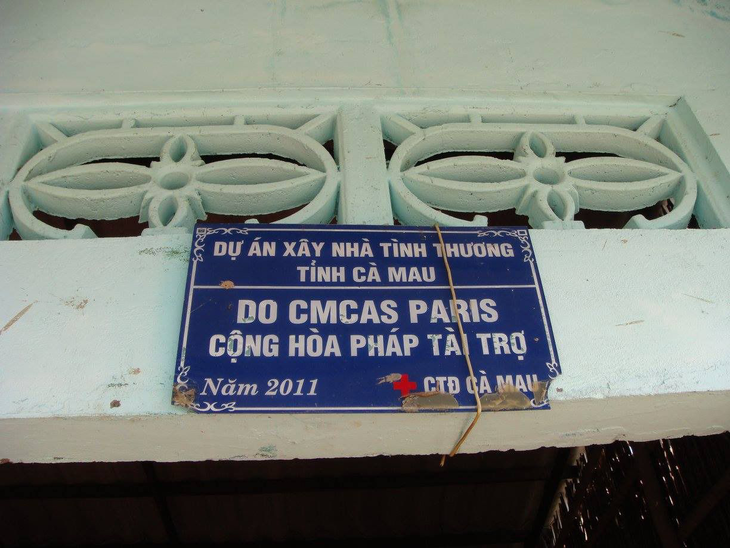 DỰ ÁN XÂY NHÀ TÌNH THƯƠNG
TỈNH CÀ MAU
DO CMCAS PARIS
CỘNG HÒA PHÁP TÀI TRỢ
Năm 2011
CTĐ CÀ MAU